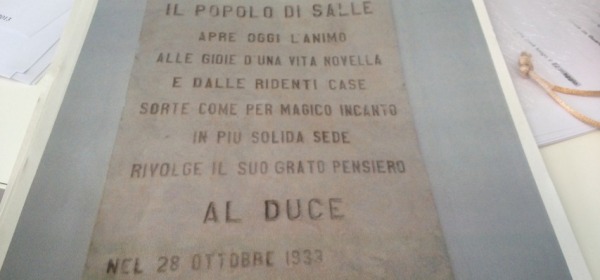 IL POPOLO DI SALLE
APRE OGGI L'ANIMO
ALLE GIOIE D'UNA VITA NOVELLA
E DALLE RIDENTI CASE
SORTE COME PER MAGICO INCANTO
IN PIU SOLIDA SEDE
RIVOLGE IL SUO GRATO PENSIERO
AL DUCE
NEL 28 OTTOBRE 1933